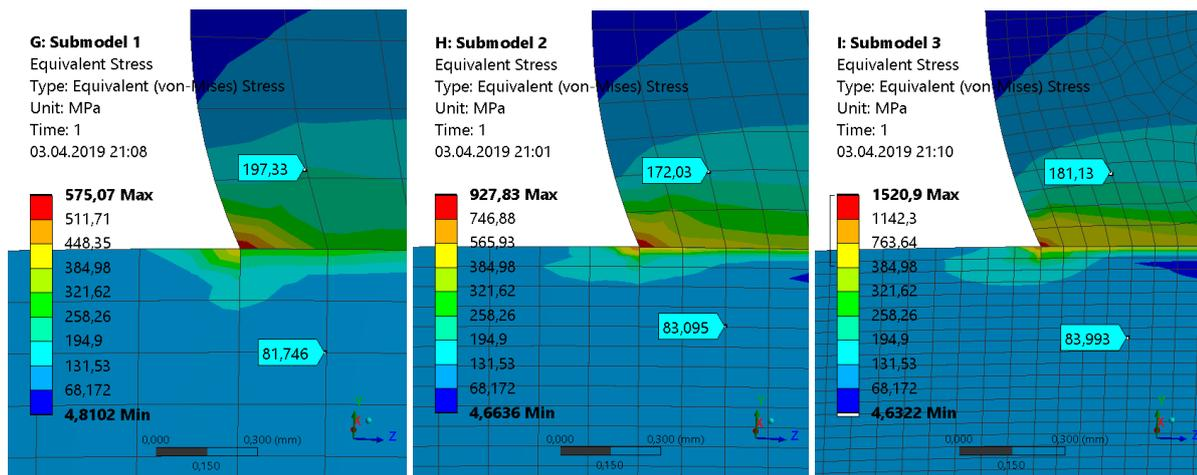 G: Submodel 1
Equivalent Stress
Type: Equivalent (von-Mises) Stress
Unit: MPa
Time: 1
03.04.2019 21:08
197,33
575,07 Max
511,71
448,35
384,98
321,62
258,26
194,9
131,53
68,172
4,8102 Min
81,746
Y
X
Z
0,000
0,300 (mm)
0,150
H: Submodel 2
Equivalent Stress
Type: Equivalent (von-Mises) Stress
Unit: MPa
Time: 1
03.04.2019 21:01
172,03
927,83 Max
746,88
565,93
384,98
321,62
258,26
194,9
131,53
68,172
4,6636 Min
83,095
Y
X
Z
0,000
0,300 (mm)
0,150
I: Submodel 3
Equivalent Stress
Type: Equivalent (von-Mises) Stress
Unit: MPa
Time: 1
03.04.2019 21:10
181,13
1520,9 Max
1142,3
763,64
384,98
321,62
258,26
194,9
131,53
68,172
4,6322 Min
83,993
Y
X
Z
0,000
0,300 (mm)
0,150